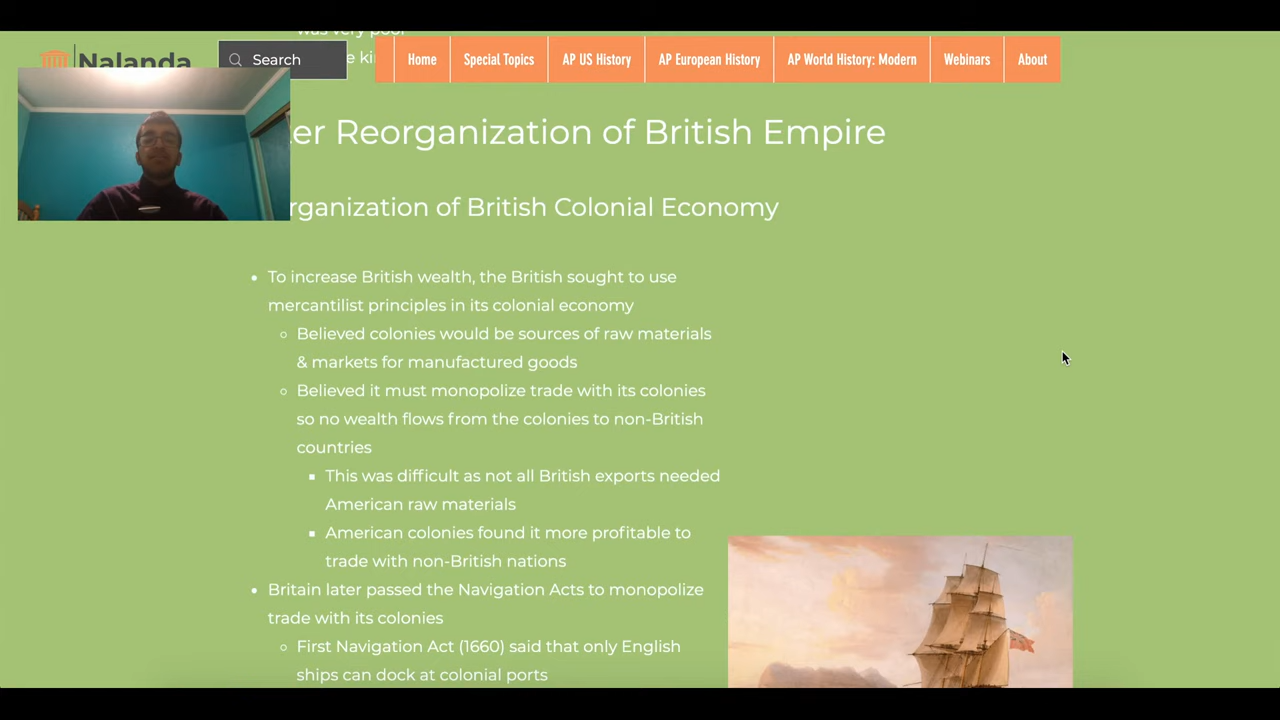 was very poor
e ki
Nalanda
Search
Home
Special Topics
AP US History
AP European History
AP World History: Modern
Webinars
About
er Reorganization of British Empire
rganization of British Colonial Economy
• To increase British wealth, the British sought to use
mercantilist principles in its colonial economy
○ Believed colonies would be sources of raw materials
& markets for manufactured goods
○ Believed it must monopolize trade with its colonies
so no wealth flows from the colonies to non-British
countries
▪ This was difficult as not all British exports needed
American raw materials
▪ American colonies found it more profitable to
trade with non-British nations
• Britain later passed the Navigation Acts to monopolize
trade with its colonies
○ First Navigation Act (1660) said that only English
ships can dock at colonial ports